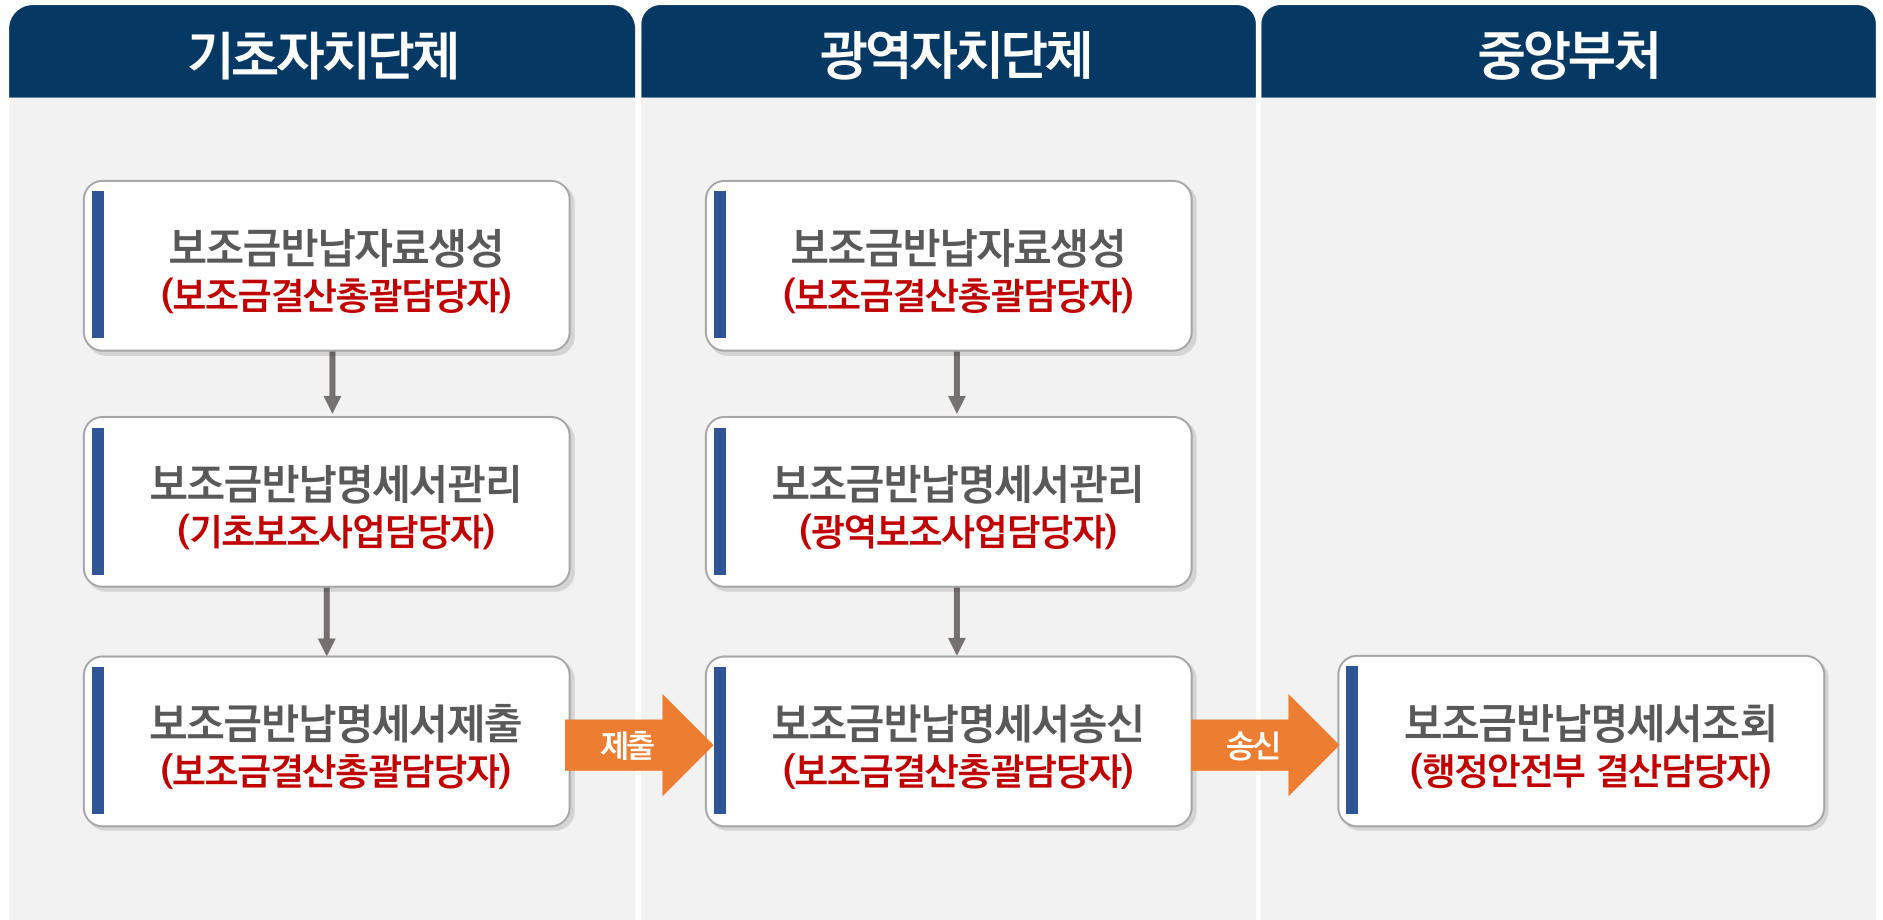 기초자치단체
광역자치단체
중앙부처
보조금반납자료생성
(보조금결산총괄담당자)
보조금반납자료생성
(보조금결산총괄담당자)
보조금반납명세서관리
(기초보조사업담당자)
보조금반납명세서관리
(광역보조사업담당자)
보조금반납명세서제출
(보조금결산총괄담당자)
제출
보조금반납명세서송신
(보조금결산총괄담당자)
송신
보조금반납명세서조회
(행정안전부 결산담당자)